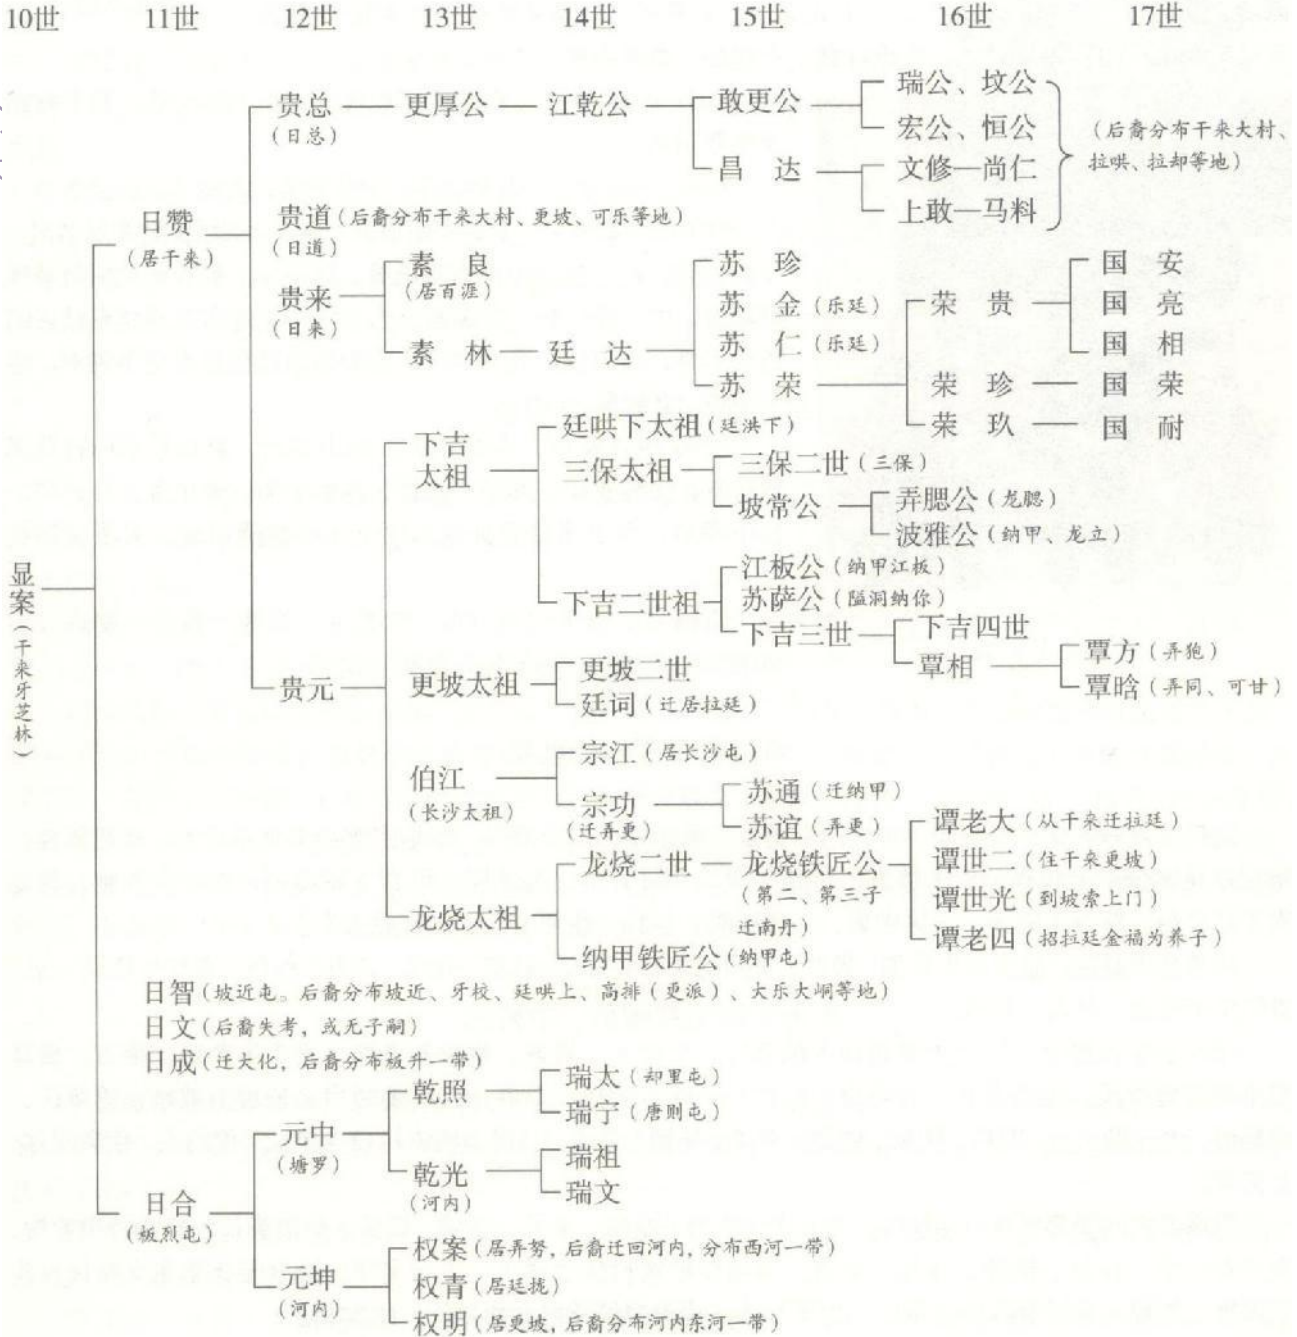 10世 11世 12世 13世 14世 15世 16世 17世
瑞公、坟公
贵总 更厚公 江乾公 敢更公
(日总)
宏公、恒公
(后裔分布干来大村、
拉哄、拉却等地)
昌达 文修—尚仁
上敢—马料
日赞
(居干来)
贵道(后裔分布干来大村、更坡、可乐等地)
(日道)
素良 苏珍 国安
(居百涯)
贵来 苏金(乐廷) 荣贵 国亮
(日来)
素林 廷达 苏仁(乐廷) 国相
苏荣 荣珍 国荣
荣玖 国耐
下吉
太祖
廷哄下太祖(廷洪下)
三保太祖 三保二世(三保)
坡常公 弄腮公(龙腮)
波雅公(纳甲、龙立)
显案(干来牙芝林)
江板公(纳甲江板)
下吉二世祖 苏萨公(隘洞纳你)
下吉三世 下吉四世
覃相 覃方(弄狍)
覃晗(弄同、可甘)
贵元 更坡太祖 更坡二世
廷词(迁居拉廷)
伯江 宗江(居长沙屯)
(长沙太祖)
宗功 苏通(迁纳甲)
(迁弄更)
苏谊(弄更) 谭老大(从干来迁拉廷)
龙烧二世 龙烧铁匠公 谭世二(住干来更坡)
(第二、第三子
迁南丹)
谭世光(到坡索上门)
龙烧太祖 谭老四(招拉廷金福为养子)
纳甲铁匠公(纳甲屯)
日智(坡近屯。后裔分布坡近、牙校、廷哄上、高排(更派)、大乐大峒等地)
日文(后裔失考，或无子嗣)
日成(迁大化，后裔分布板升一带)
乾照 瑞太(却里屯)
瑞宁(唐则屯)
元中
(塘罗)
乾光 瑞祖
(河内)
瑞文
日合
(板烈屯)
权案(居弄努，后裔迁回河内，分布西河一带)
元坤 权青(居廷拢)
(河内)
权明(居更坡，后裔分布河内东河一带)